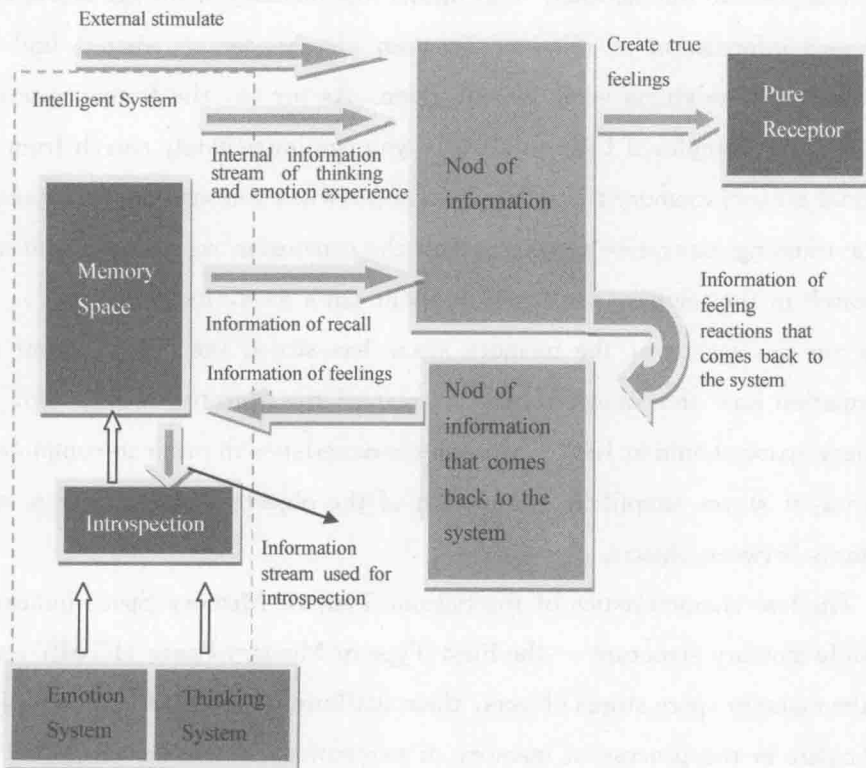 External stimulate
Create true
feelings
Pure
Receptor
Intelligent System
Internal information
stream of thinking
and emotion experience
Nod of
information
Memory
Space
Information of recall
Information of
feeling
reactions that
comes back to
the system
Information of feelings
Nod of
information
that comes
back to the
system
Introspection
Information
stream used for
introspection
Emotion
System
Thinking
System